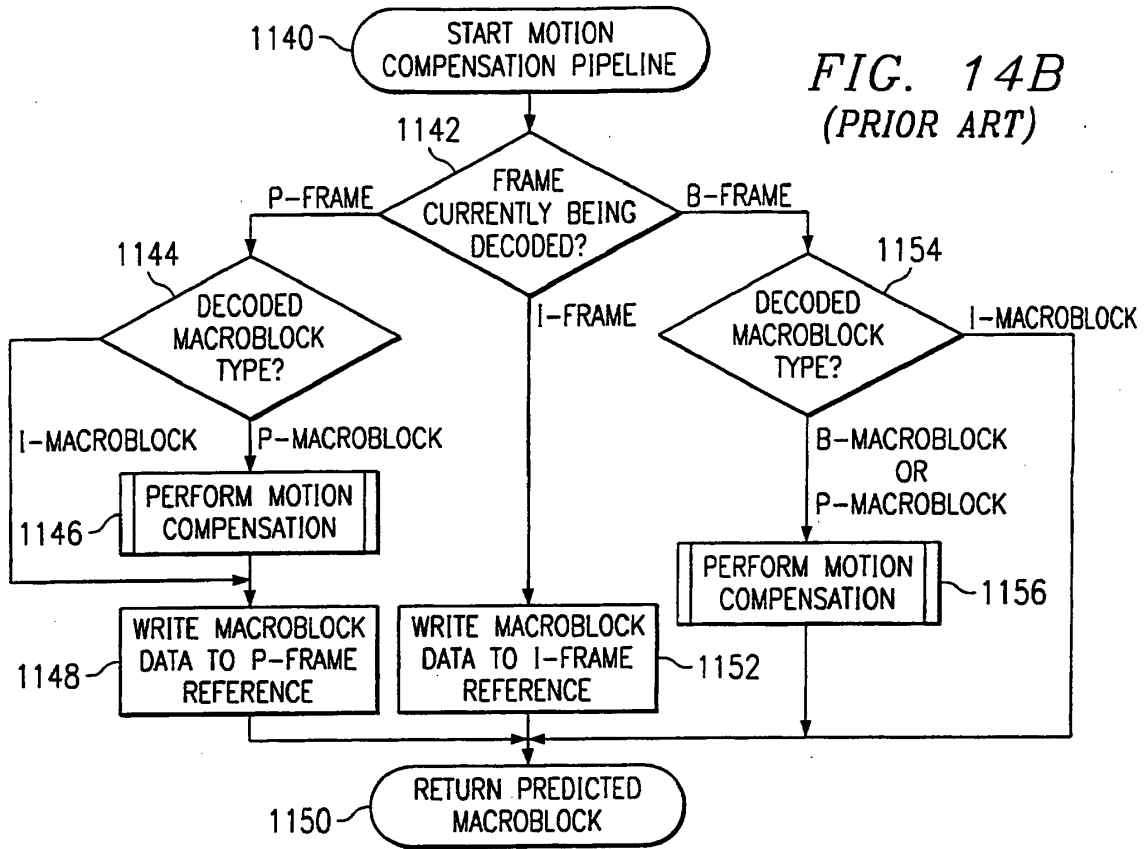 1140
START MOTION
COMPENSATION PIPELINE
FIG. 14B
(PRIOR ART)
1142
FRAME
CURRENTLY BEING
DECODED?
P-FRAME
B-FRAME
I-FRAME
1144
DECODED
MACROBLOCK
TYPE?
1154
DECODED
MACROBLOCK
TYPE?
I-MACROBLOCK
I-MACROBLOCK
P-MACROBLOCK
B-MACROBLOCK
OR
P-MACROBLOCK
1146
PERFORM MOTION
COMPENSATION
PERFORM MOTION
COMPENSATION
1156
1148
WRITE MACROBLOCK
DATA TO P-FRAME
REFERENCE
WRITE MACROBLOCK
DATA TO I-FRAME
REFERENCE
1152
1150
RETURN PREDICTED
MACROBLOCK